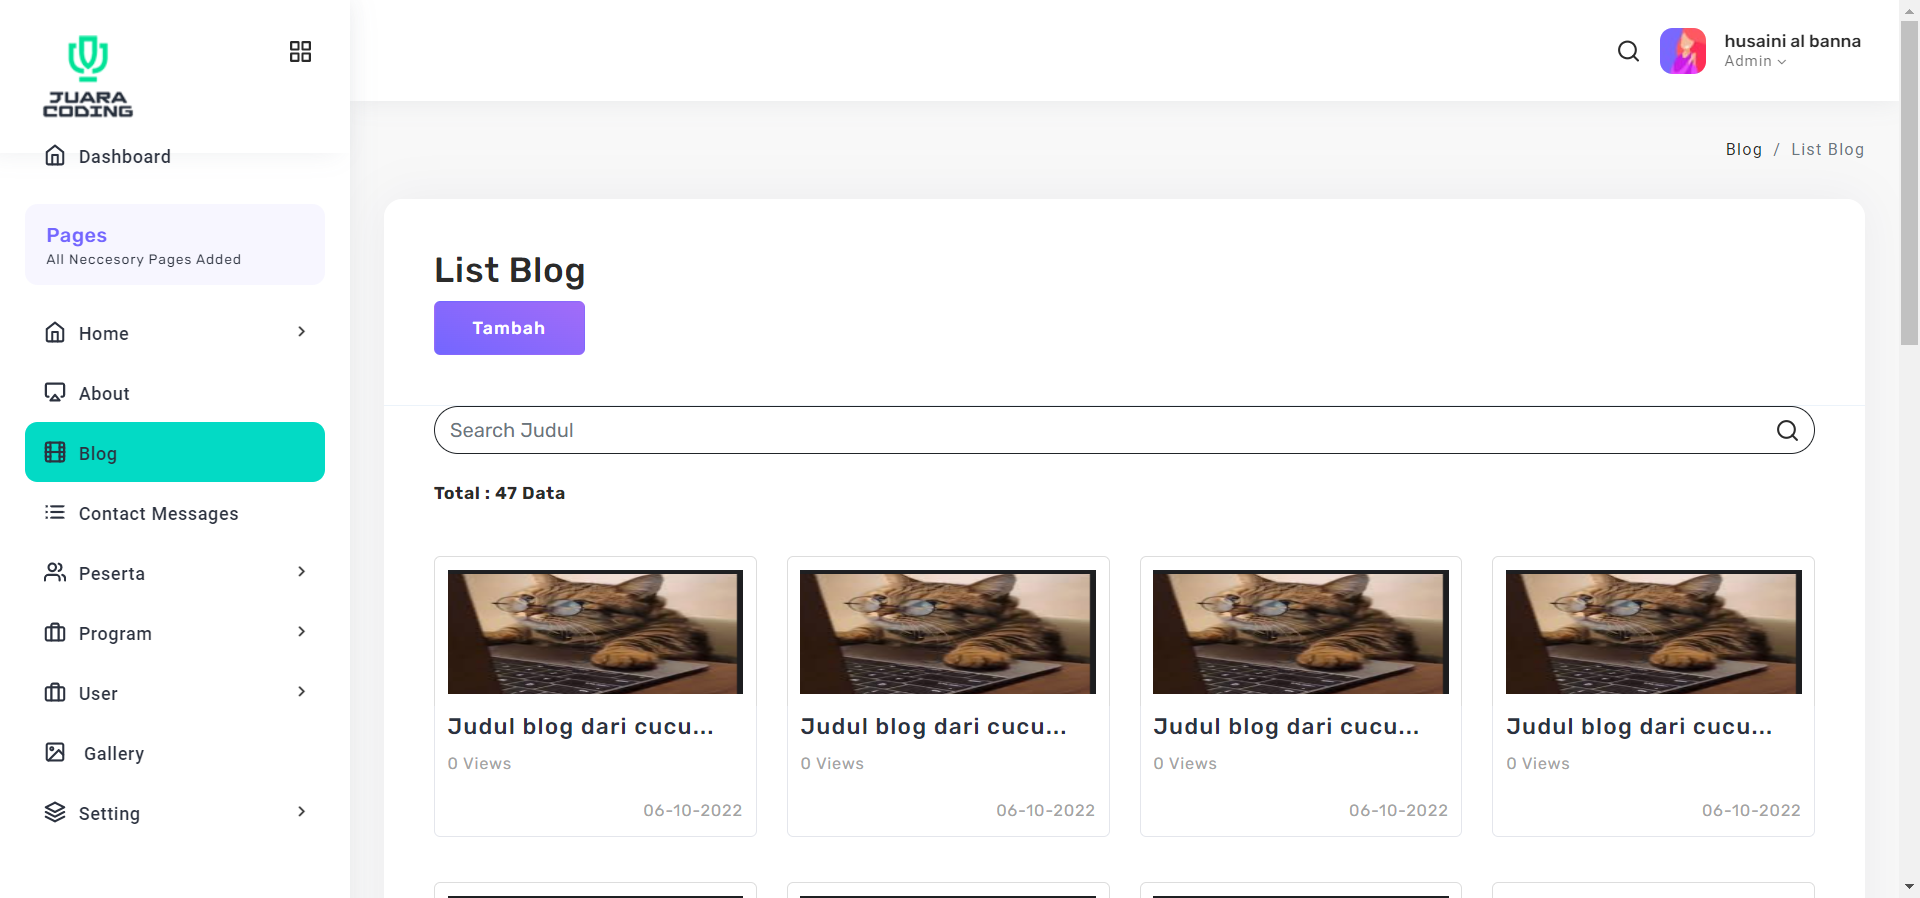 JUARA
CODING
Dashboard
Pages
All Neccesory Pages Added
Home
About
Blog
Contact Messages
Peserta
Program
User
Gallery
Setting
husaini al banna
Admin
Blog / List Blog
List Blog
Tambah
Search Judul
Total : 47 Data
Judul blog dari cucu...
0 Views
06-10-2022
Judul blog dari cucu...
0 Views
06-10-2022
Judul blog dari cucu...
0 Views
06-10-2022
Judul blog dari cucu...
0 Views
06-10-2022